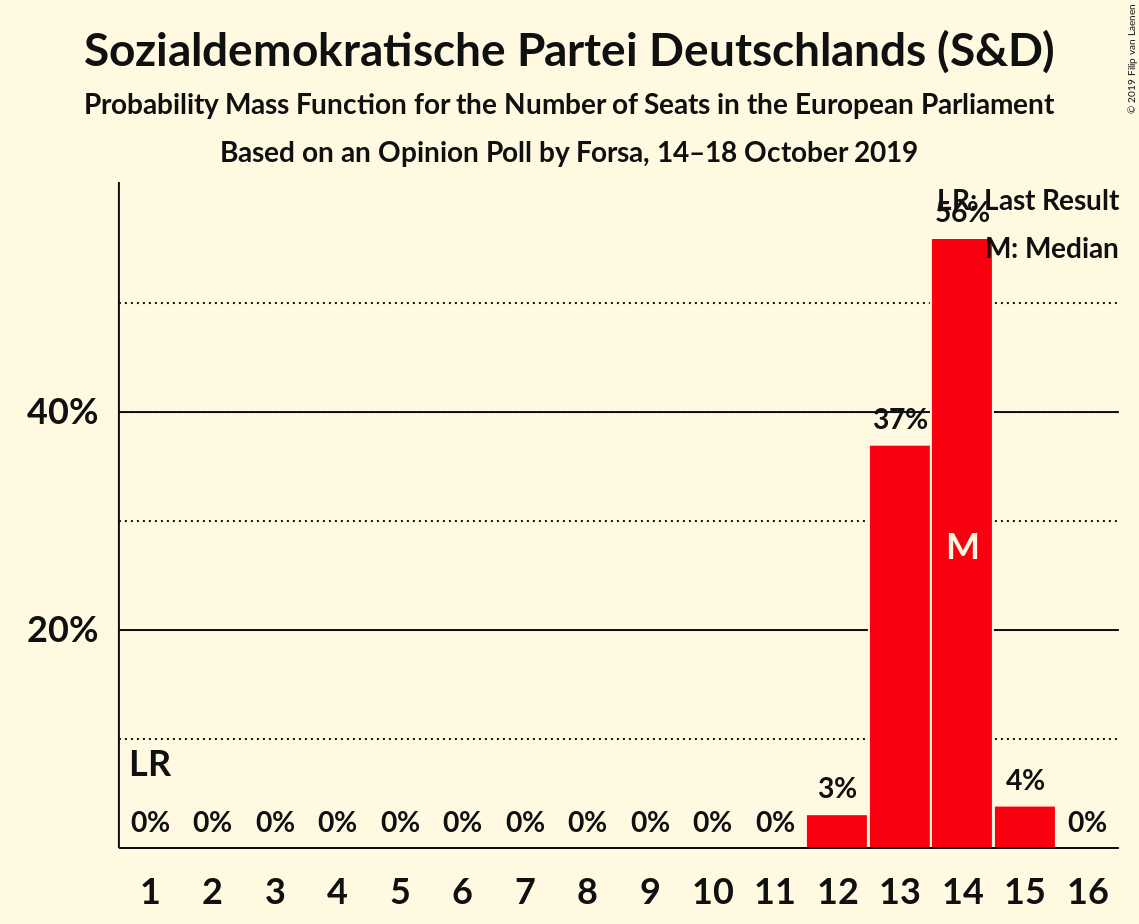 Sozialdemokratische Partei Deutschlands (S&D)
Probability Mass Function for the Number of Seats in the European Parliament
Based on an Opinion Poll by Forsa, 14–18 October 2019
© 2019 Filip van Laenen
LR: Last Result
M: Median
56%
40%
37%
M
20%
LR
0% 0% 0% 0% 0% 0% 0% 0% 0% 0% 0% 3% 4% 0%
1 2 3 4 5 6 7 8 9 10 11 12 13 14 15 16